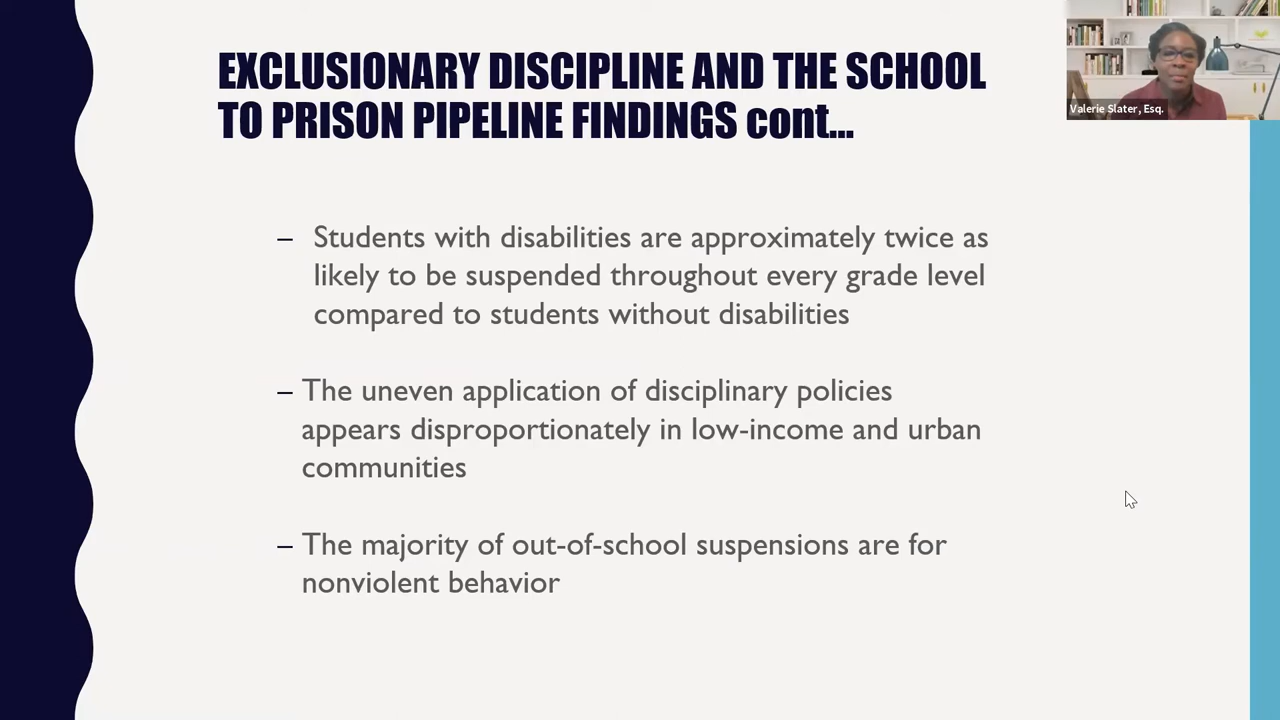 EXCLUSIONARY DISCIPLINE AND THE SCHOOL
TO PRISON PIPELINE FINDINGS cont...
Valerie Slater, Esq.
– Students with disabilities are approximately twice as
likely to be suspended throughout every grade level
compared to students without disabilities
– The uneven application of disciplinary policies
appears disproportionately in low-income and urban
communities
– The majority of out-of-school suspensions are for
nonviolent behavior